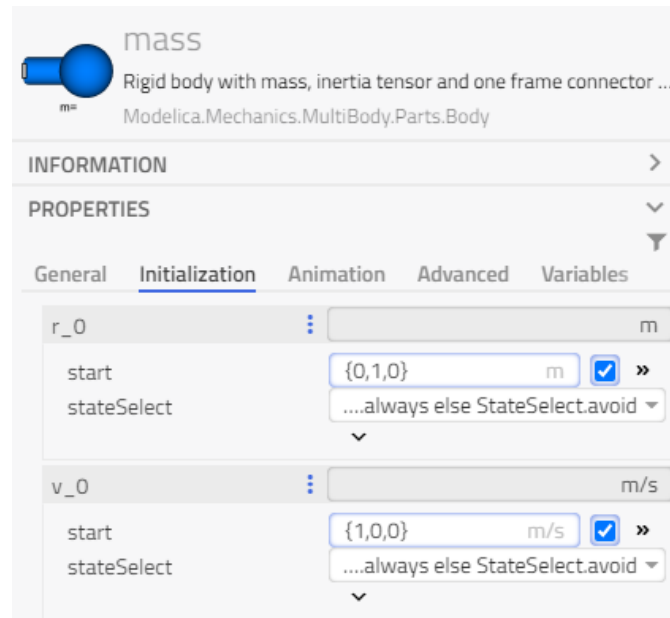 mass
Rigid body with mass, inertia tensor and one frame connector ...
m=
Modelica.Mechanics.MultiBody.Parts.Body
INFORMATION
PROPERTIES
General Initialization Animation Advanced Variables
r_0 m
start {0,1,0} m »
stateSelect ....always else StateSelect.avoid
v_0 m/s
start {1,0,0} m/s »
stateSelect ....always else StateSelect.avoid